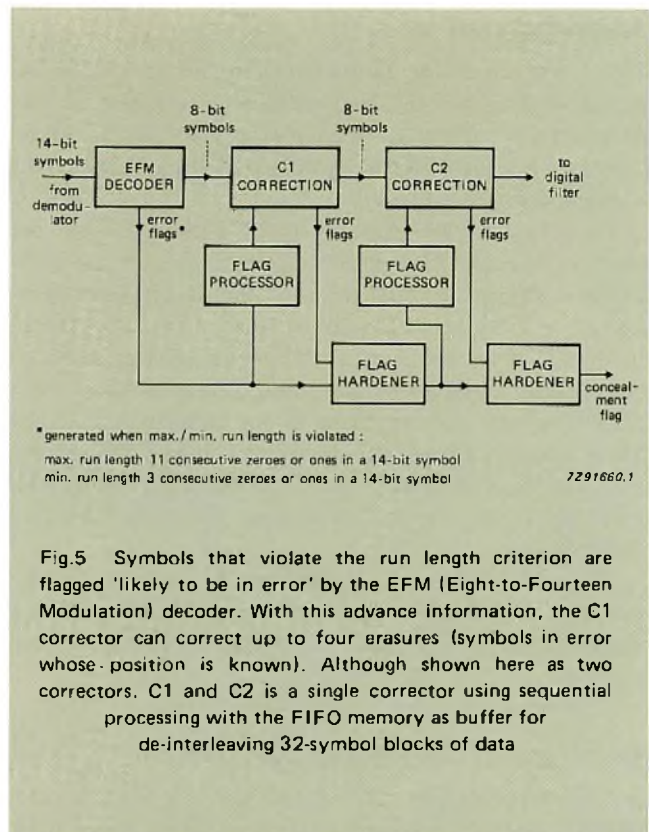 8-bit
symbols
8-bit
symbols
14-bit
symbols
from
demodu-
lator
EFM
DECODER
C1
CORRECTION
C2
CORRECTION
to
digital
filter
error
flags*
error
flags
error
flags
FLAG
PROCESSOR
FLAG
PROCESSOR
FLAG
HARDENER
FLAG
HARDENER
conceal-
ment
flag
*generated when max./min. run length is violated :
max. run length 11 consecutive zeroes or ones in a 14-bit symbol
min. run length 3 consecutive zeroes or ones in a 14-bit symbol
7Z91660.1
Fig.5 Symbols that violate the run length criterion are
flagged 'likely to be in error' by the EFM (Eight-to-Fourteen
Modulation) decoder. With this advance information, the C1
corrector can correct up to four erasures (symbols in error
whose position is known). Although shown here as two
correctors, C1 and C2 is a single corrector using sequential
processing with the FIFO memory as buffer for
de-interleaving 32-symbol blocks of data